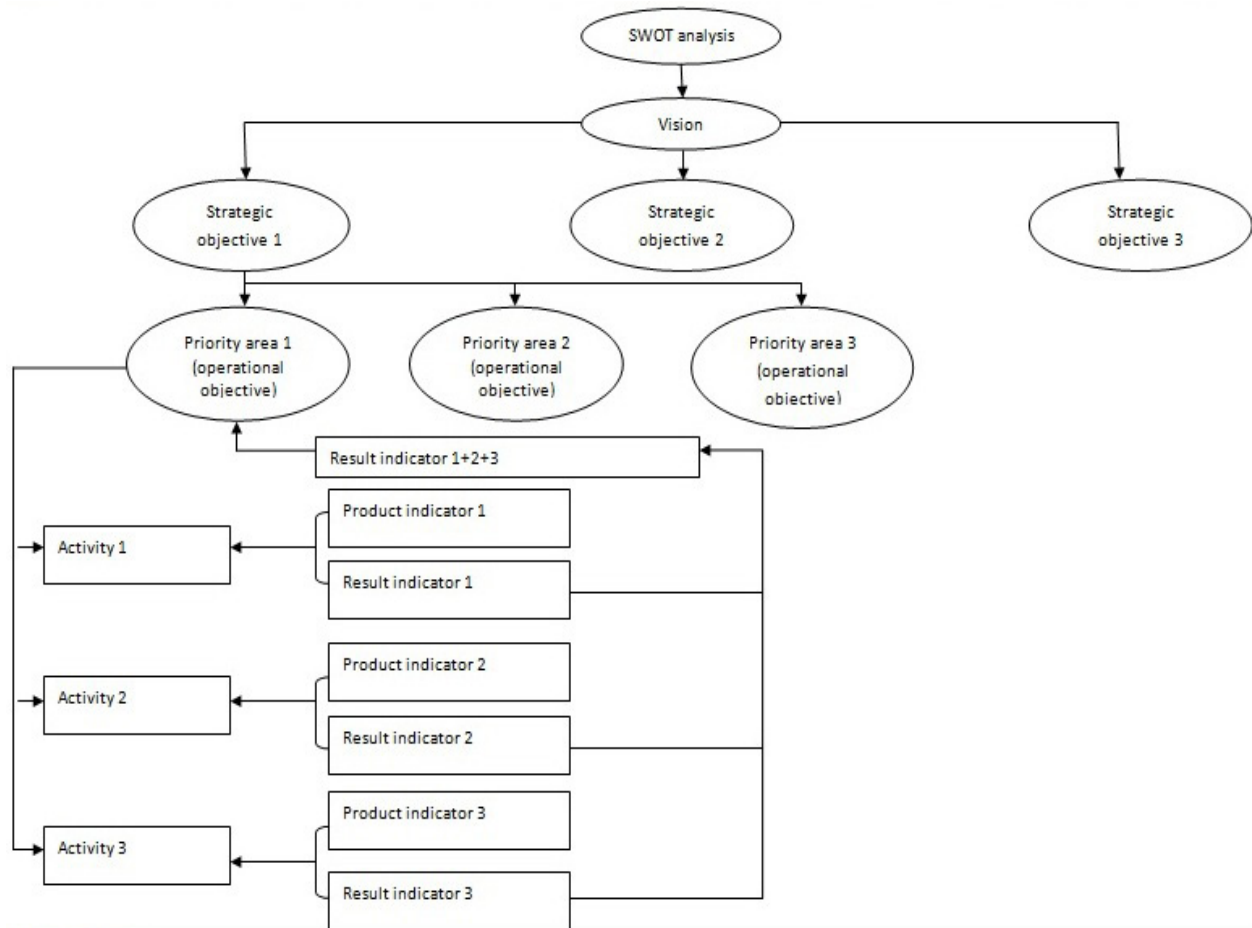 SWOT analysis
Vision
Strategic
objective 1
Strategic
objective 2
Strategic
objective 3
Priority area 1
(operational
objective)
Priority area 2
(operational
objective)
Priority area 3
(operational
objective)
Result indicator 1+2+3
Product indicator 1
Activity 1
Result indicator 1
Product indicator 2
Activity 2
Result indicator 2
Product indicator 3
Activity 3
Result indicator 3